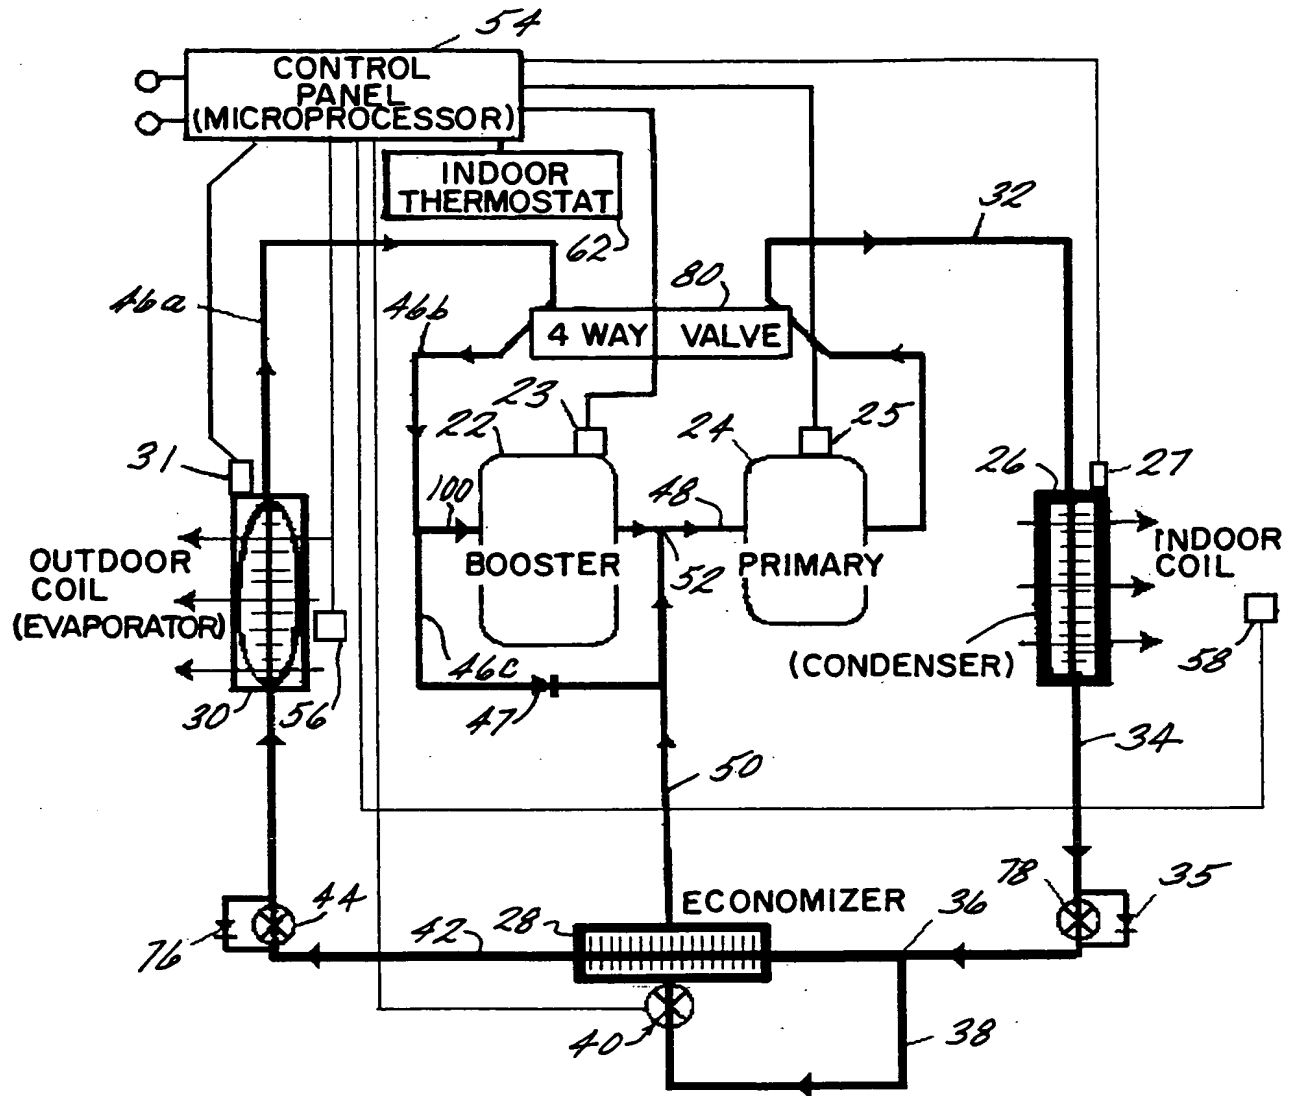 54
CONTROL
PANEL
(MICROPROCESSOR)
INDOOR
THERMOSTAT
62
32
46a
46b
80
4 WAY VALVE
23
22
24
25
31
100
48
26
27
OUTDOOR
COIL
(EVAPORATOR)
BOOSTER
52
PRIMARY
INDOOR
COIL
(CONDENSER)
58
46c
30
56
47
34
50
78
35
ECONOMIZER
44
28
36
42
76
40
38